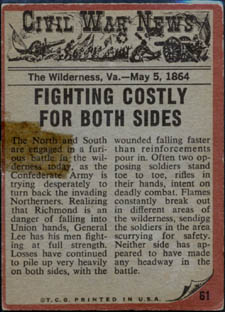 CIVIL WAR NEWS
The Wilderness, Va.—May 5, 1864
FIGHTING COSTLY
FOR BOTH SIDES
The North and South
are engaged in a furi-
ous battle in the wil-
derness today, as the
Confederate Army is
trying desperately to
turn back the invading
Northerners. Realizing
that Richmond is an
danger of falling into
Union hands, General
Lee has his men fight-
ing at full strength.
Losses have continued
to pile up very heavily
on both sides, with the
wounded falling faster
than reinforcements
pour in. Often two op-
posing soldiers stand
toe to toe, rifles in
their hands, intent on
deadly combat. Flames
constantly break out
in different areas of
the wilderness, sending
the soldiers in the area
scurrying for safety.
Neither side has ap-
peared to have made
any headway in the
battle.
©T.C.G. PRINTED IN U.S.A.
61